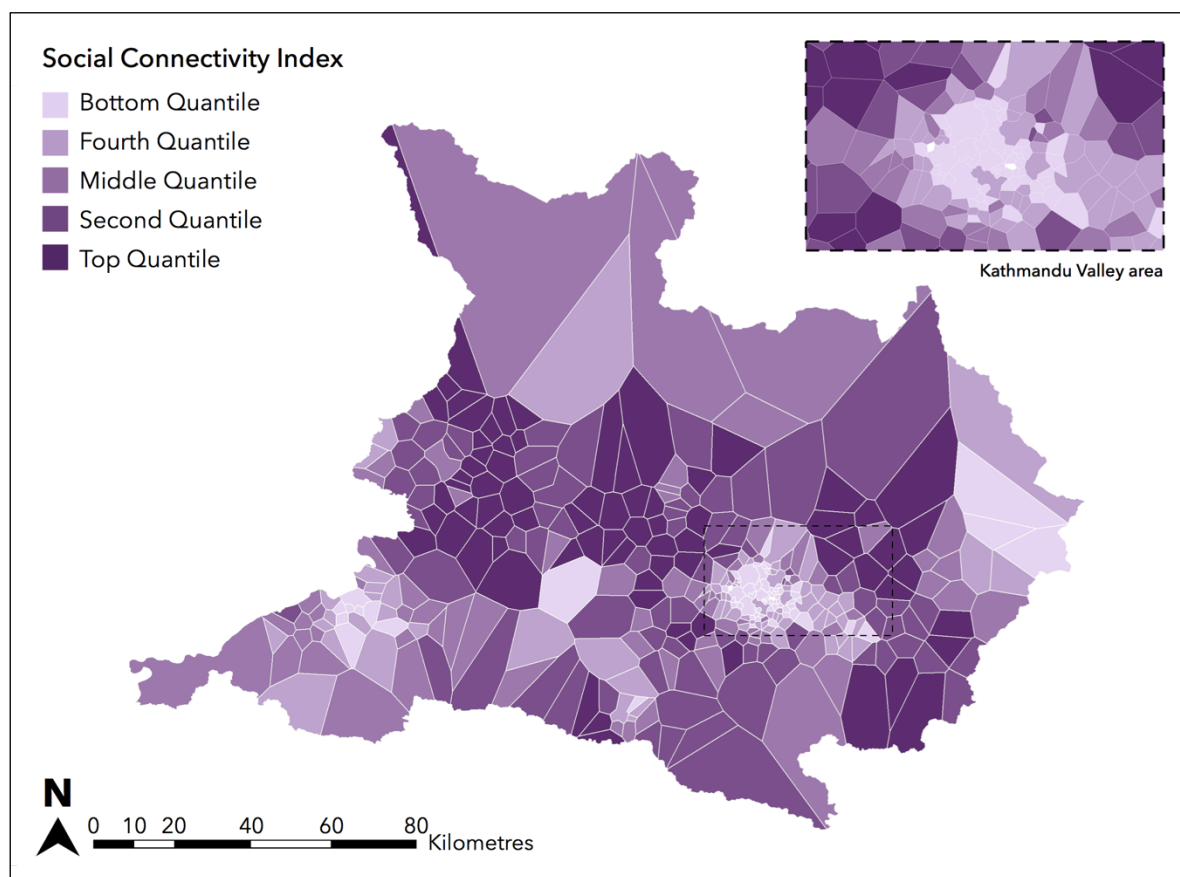 Social Connectivity Index
Bottom Quantile
Fourth Quantile
Middle Quantile
Second Quantile
Top Quantile
Kathmandu Valley area
N
0 10 20 40 60 80
Kilometres